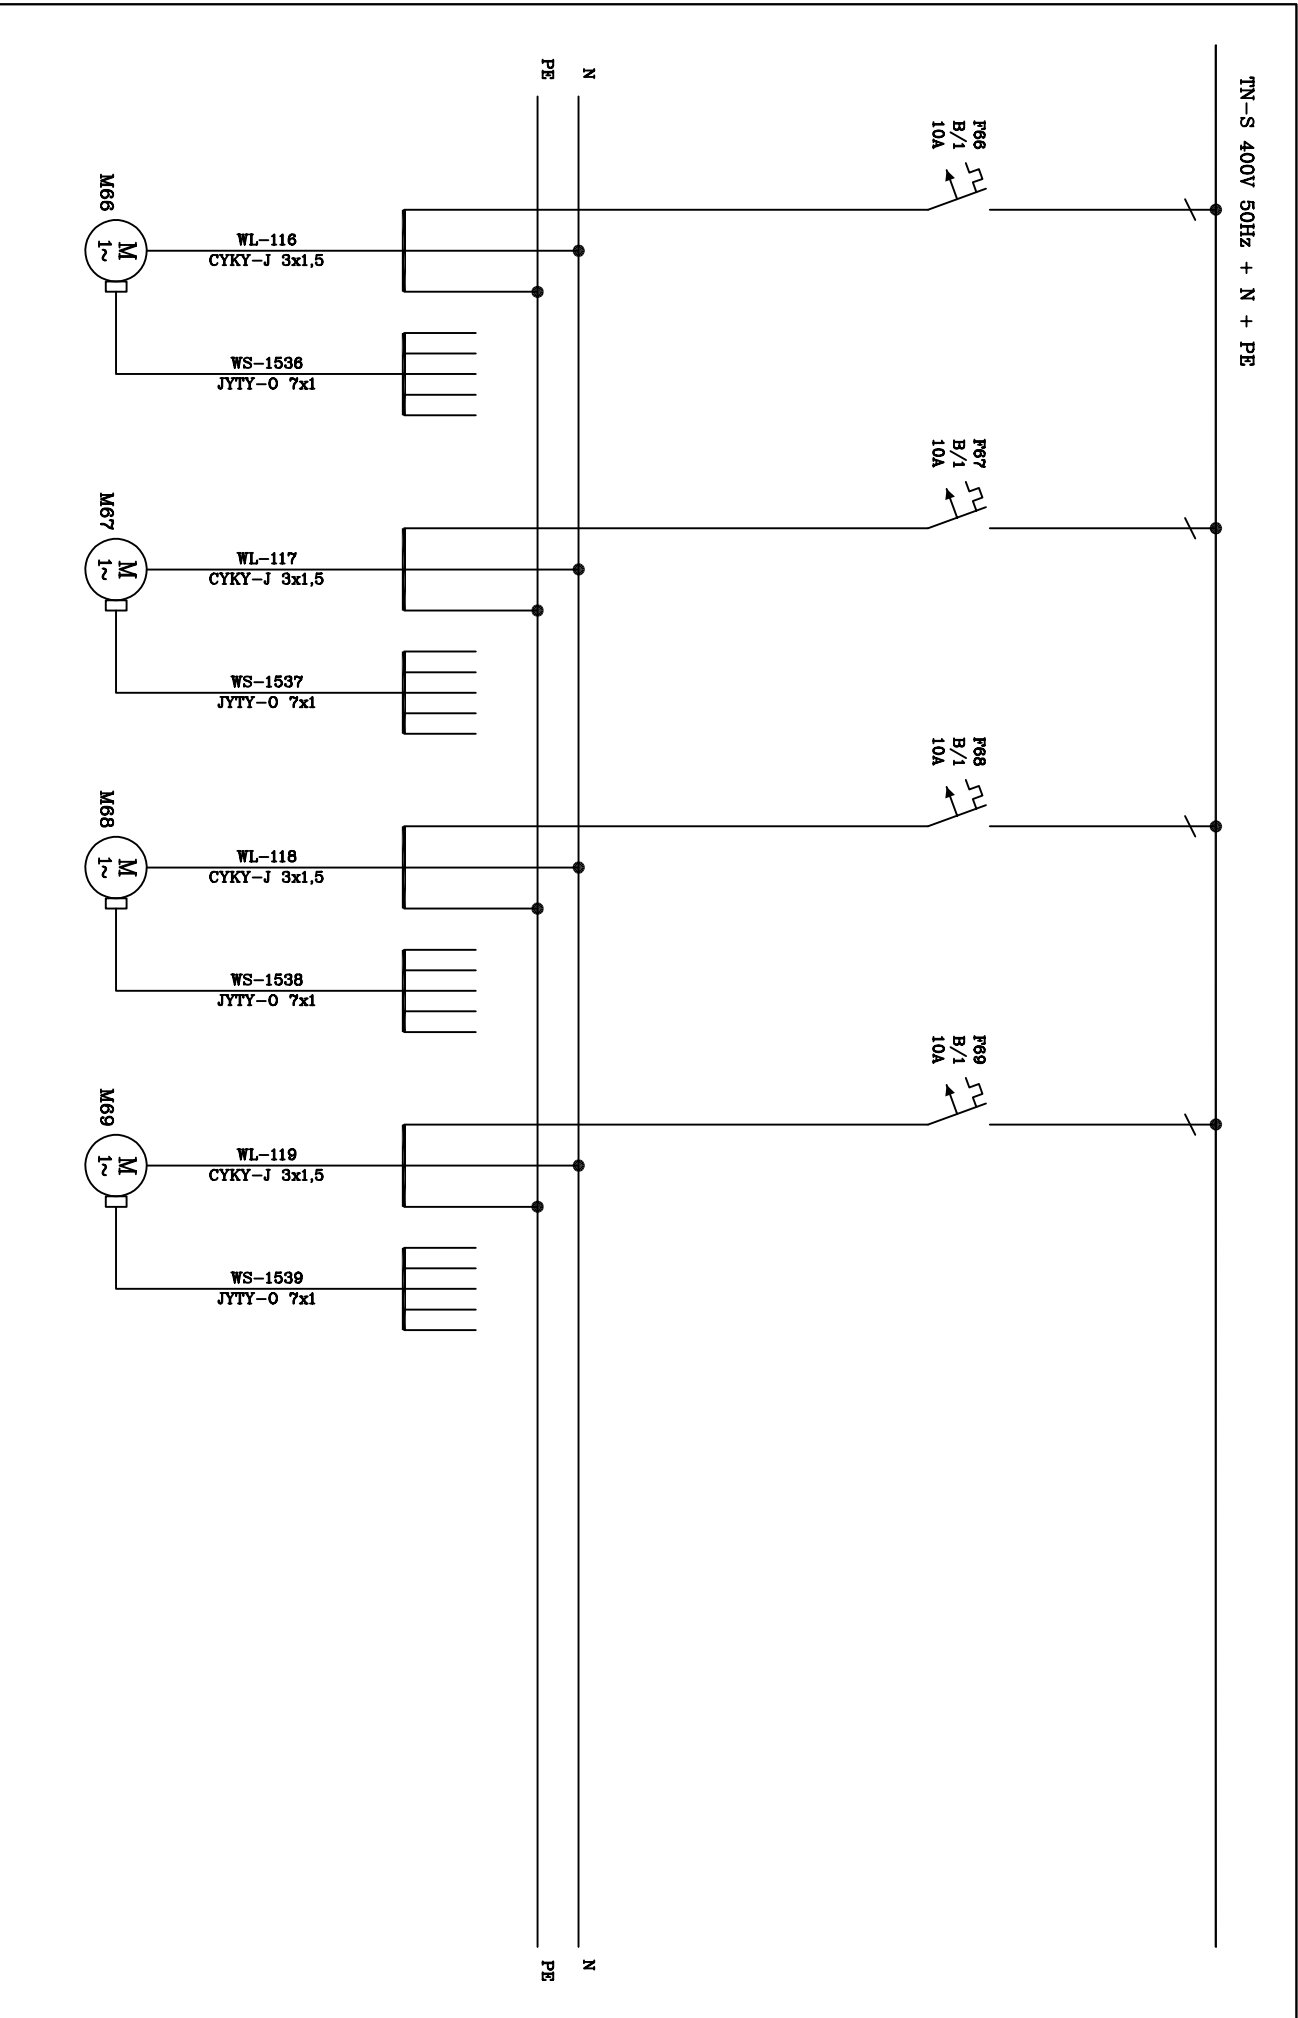 TN-S 400V 50Hz + N + PE
F66
B/1
10A
F67
B/1
10A
F68
B/1
10A
F69
B/1
10A
N
N
PE
PE
WL-116
CYKY-J 3x1,5
WS-1536
JYTY-O 7x1
WL-117
CYKY-J 3x1,5
WS-1537
JYTY-O 7x1
WL-118
CYKY-J 3x1,5
WS-1538
JYTY-O 7x1
WL-119
CYKY-J 3x1,5
WS-1539
JYTY-O 7x1
M66
M
1~
M67
M
1~
M68
M
1~
M69
M
1~